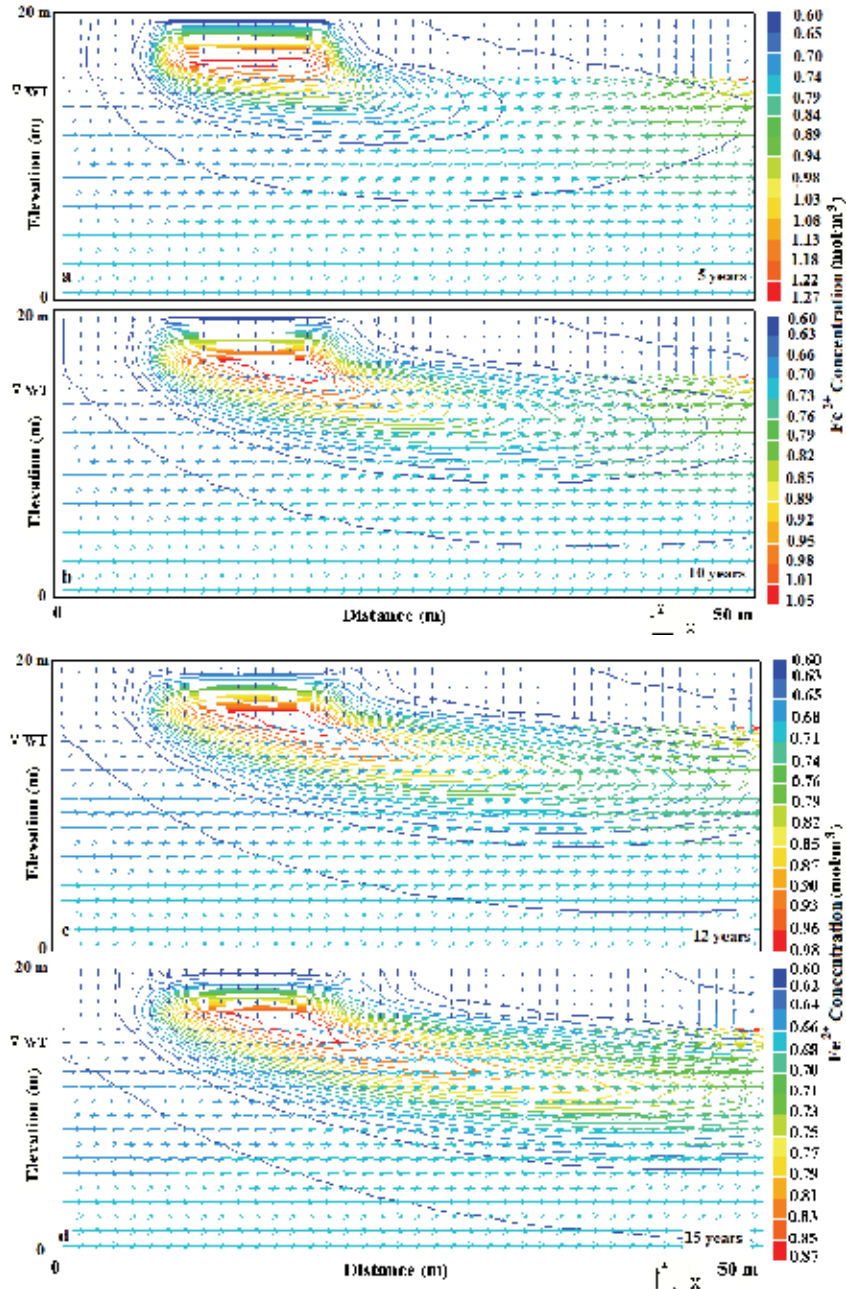 20 m
WT
Elevation (m)
0
a
5 years
0.60
0.65
0.70
0.74
0.79
0.84
0.89
0.94
0.98
1.03
1.08
1.13
1.18
1.22
1.27
20 m
WT
Elevation (m)
0
b
10 years
0
Distance (m)
50 m
x
0.60
0.63
0.66
0.70
0.73
0.76
0.79
0.82
0.85
0.89
0.92
0.95
0.98
1.01
1.05
Fe2+ Concentration (mol/m3)
20 m
WT
Elevation (m)
0
c
12 years
0.60
0.63
0.65
0.68
0.71
0.74
0.76
0.79
0.82
0.85
0.87
0.90
0.93
0.96
0.98
20 m
WT
Elevation (m)
0
d
15 years
0
Distance (m)
50 m
x
0.60
0.62
0.64
0.66
0.68
0.70
0.71
0.73
0.75
0.77
0.79
0.81
0.83
0.85
0.87
Fe2+ Concentration (mol/m3)